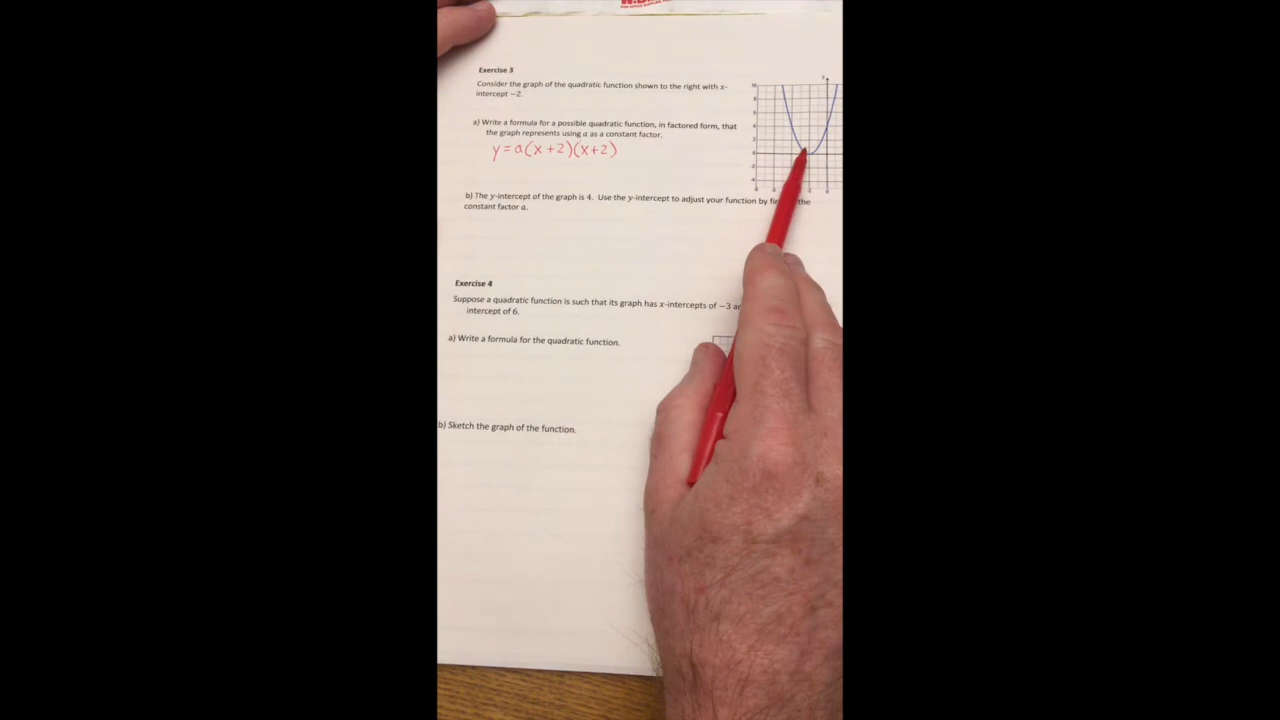 Exercise 3
Consider the graph of the quadratic function shown to the right with x-
intercept −2.
a) Write a formula for a possible quadratic function, in factored form, that
the graph represents using a as a constant factor.
y = a(x + 2)(x + 2)
b) The y-intercept of the graph is 4. Use the y-intercept to adjust your function by the
constant factor a.
Exercise 4
Suppose a quadratic function is such that its graph has x-intercepts of −3
intercept of 6.
a) Write a formula for the quadratic function.
b) Sketch the graph of the function.